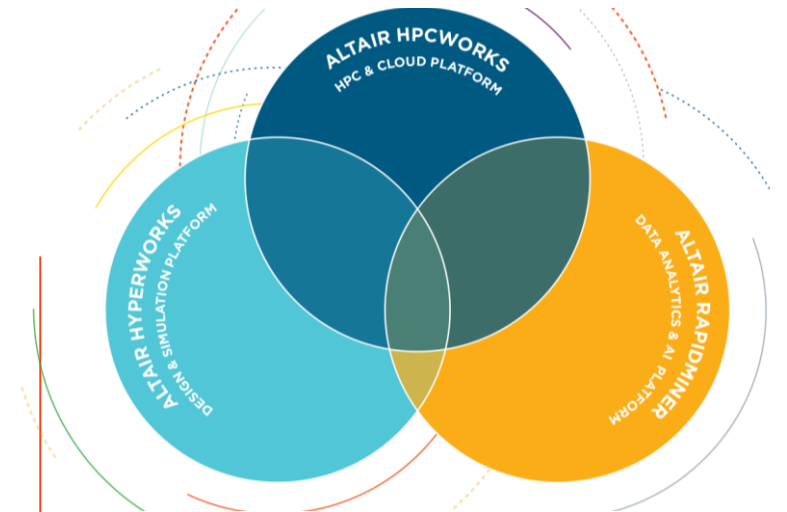 ALTAIR HPCWORKS
HPC & CLOUD PLATFORM
ALTAIR HYPERWORKS
DESIGN & SIMULATION PLATFORM
ALTAIR RAPIDMINER
DATA ANALYTICS & AI PLATFORM